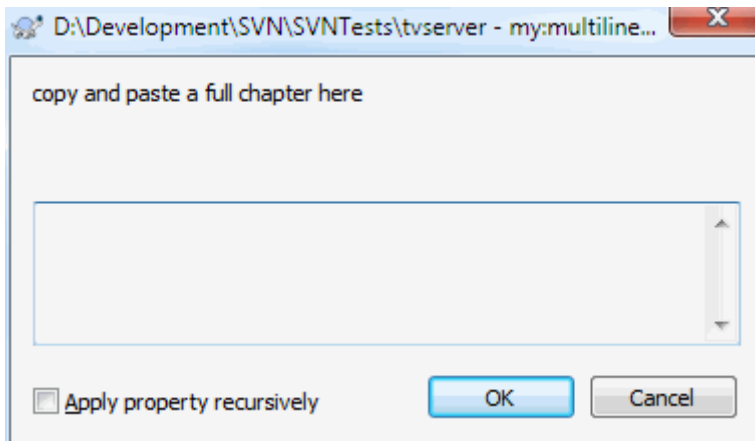 D:\Development\SVN\SVNTests\tvserver - my:multiline...
copy and paste a full chapter here
Apply property recursively
OK
Cancel